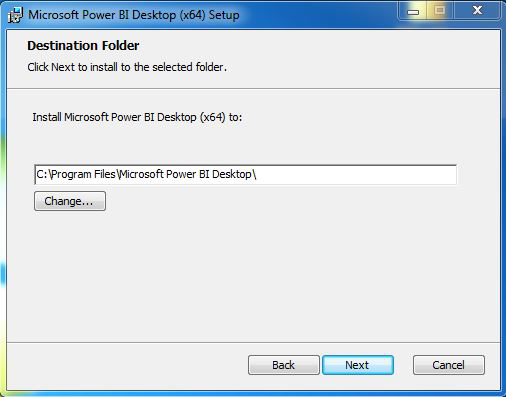 Microsoft Power BI Desktop (x64) Setup
Destination Folder
Click Next to install to the selected folder.
Install Microsoft Power BI Desktop (x64) to:
C:\Program Files\Microsoft Power BI Desktop\
Change...
Back Next Cancel